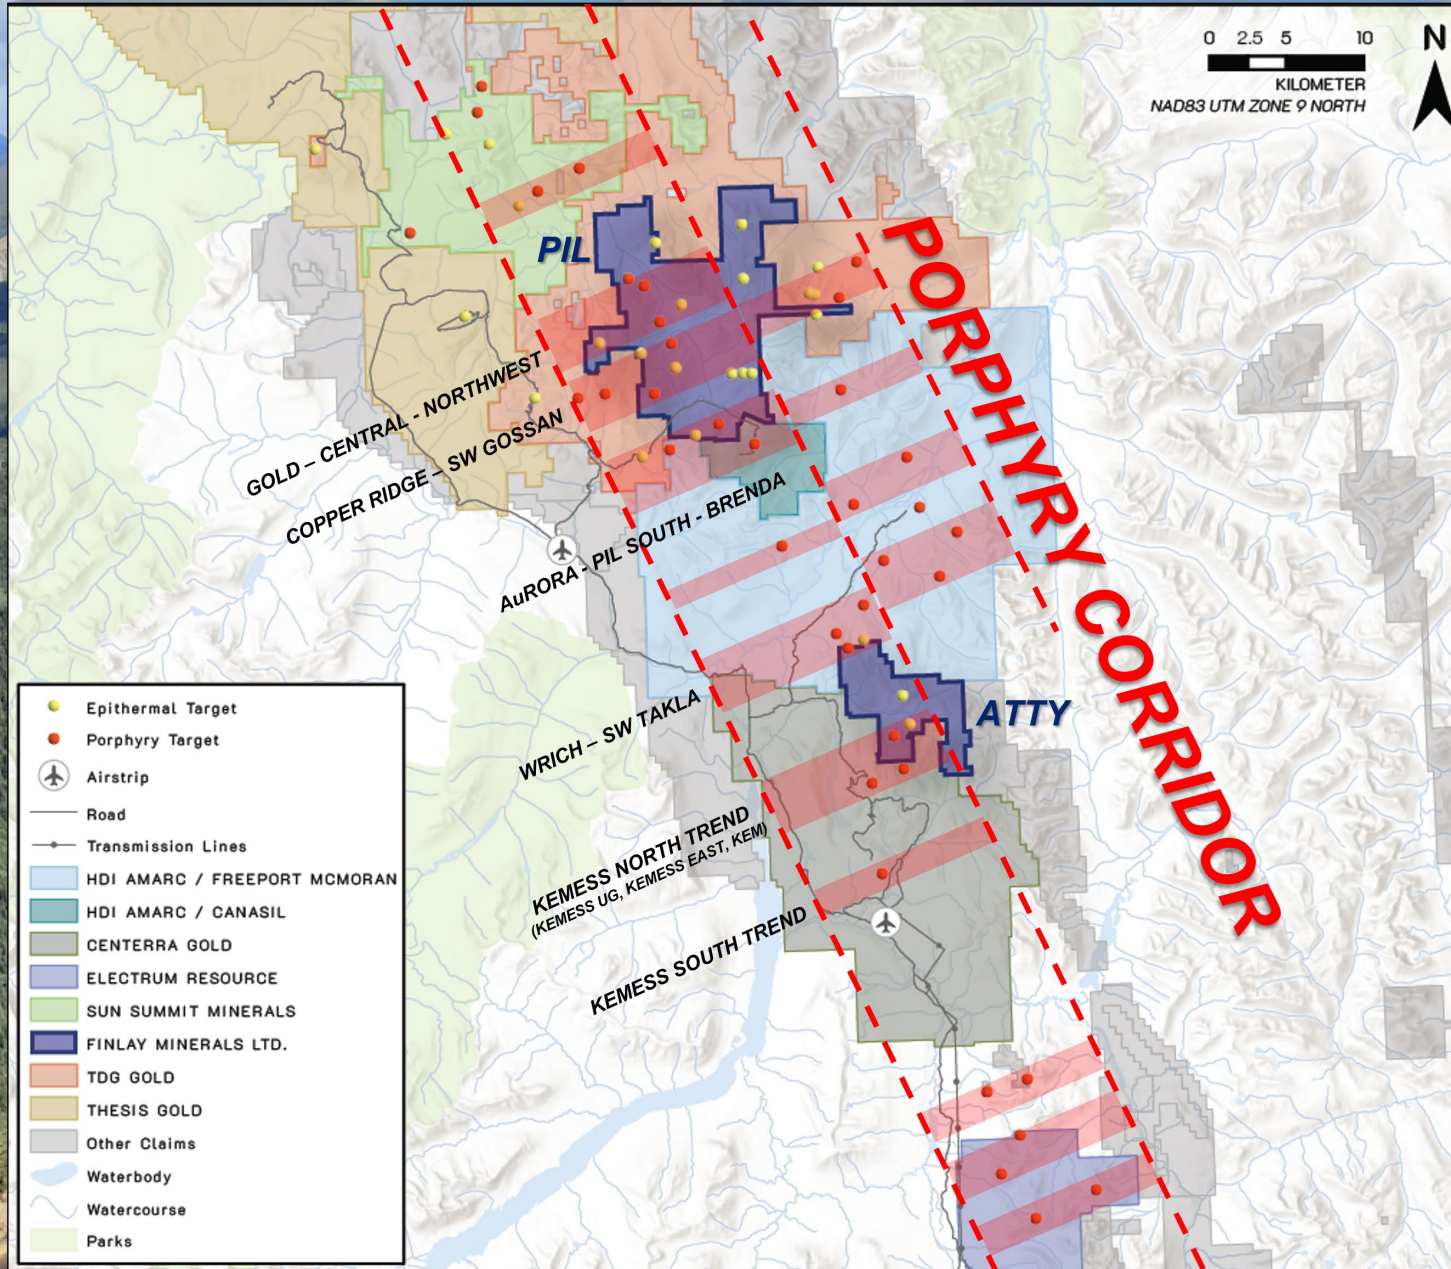 0 2.5 5 10
KILOMETER
NAD83 UTM ZONE 9 NORTH
N
PIL
PORPHYRY CORRIDOR
GOLD – CENTRAL - NORTHWEST
COPPER RIDGE – SW GOSSAN
AuRORA - PIL SOUTH - BRENDA
WRICH – SW TAKLA
ATTY
KEMESS NORTH TREND
(KEMESS UG, KEMESS EAST, KEM)
KEMESS SOUTH TREND
Epithermal Target
Porphyry Target
Airstrip
Road
Transmission Lines
HDI AMARC / FREEPORT MCMORAN
HDI AMARC / CANASIL
CENTERRA GOLD
ELECTRUM RESOURCE
SUN SUMMIT MINERALS
FINLAY MINERALS LTD.
TDG GOLD
THESIS GOLD
Other Claims
Waterbody
Watercourse
Parks